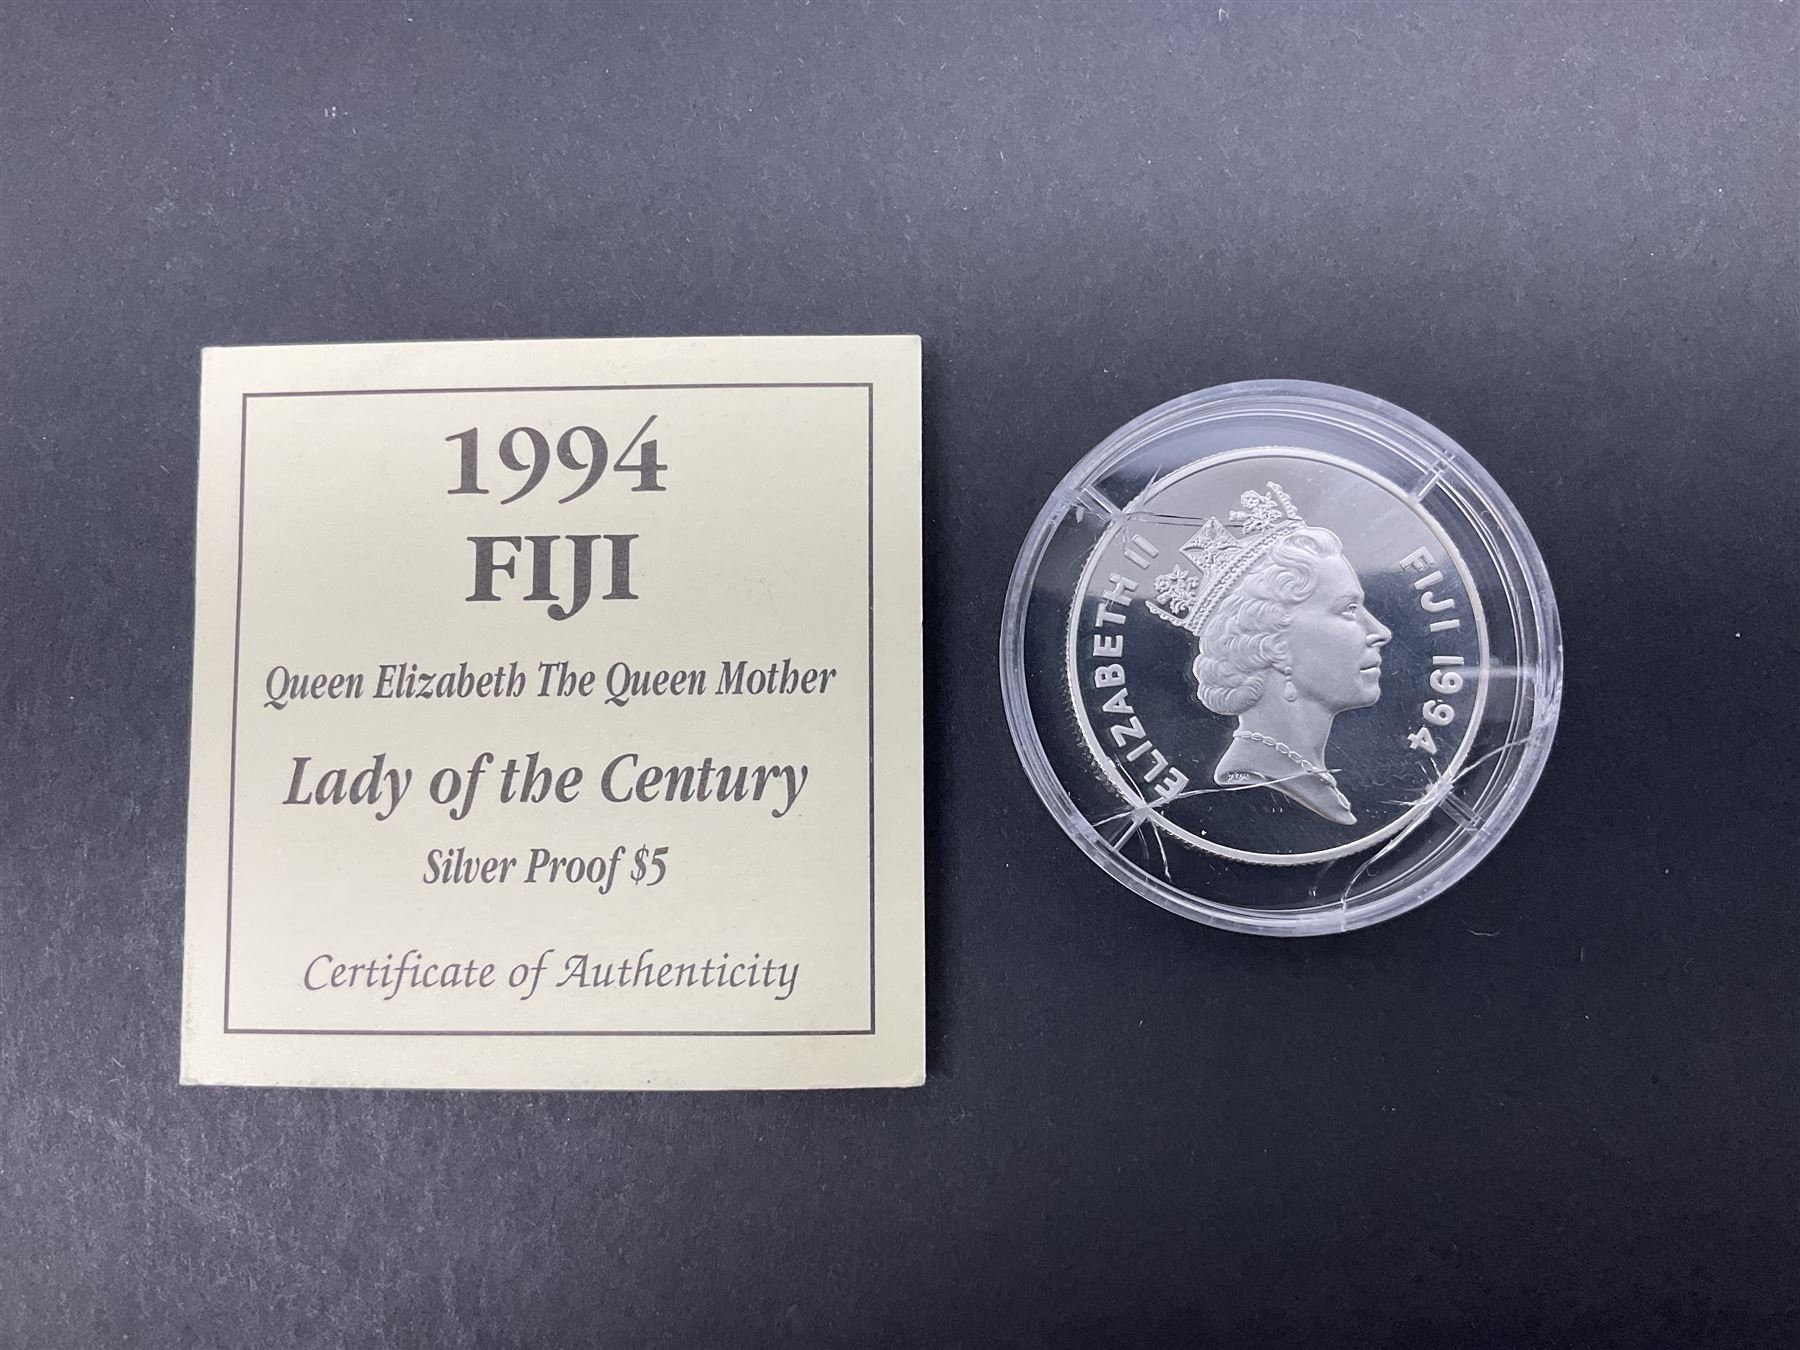 1994
FIJI
Queen Elizabeth The Queen Mother
Lady of the Century
Silver Proof $5
Certificate of Authenticity
ELIZABETH II
FIJI 1994